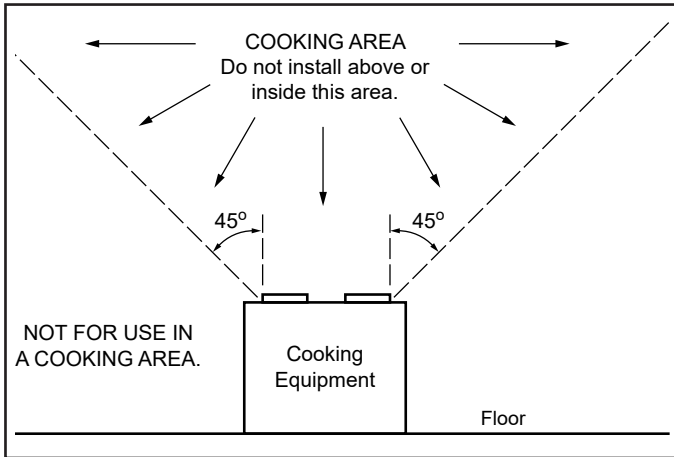 COOKING AREA
Do not install above or
inside this area.
45º
45º
NOT FOR USE IN
A COOKING AREA.
Cooking
Equipment
Floor